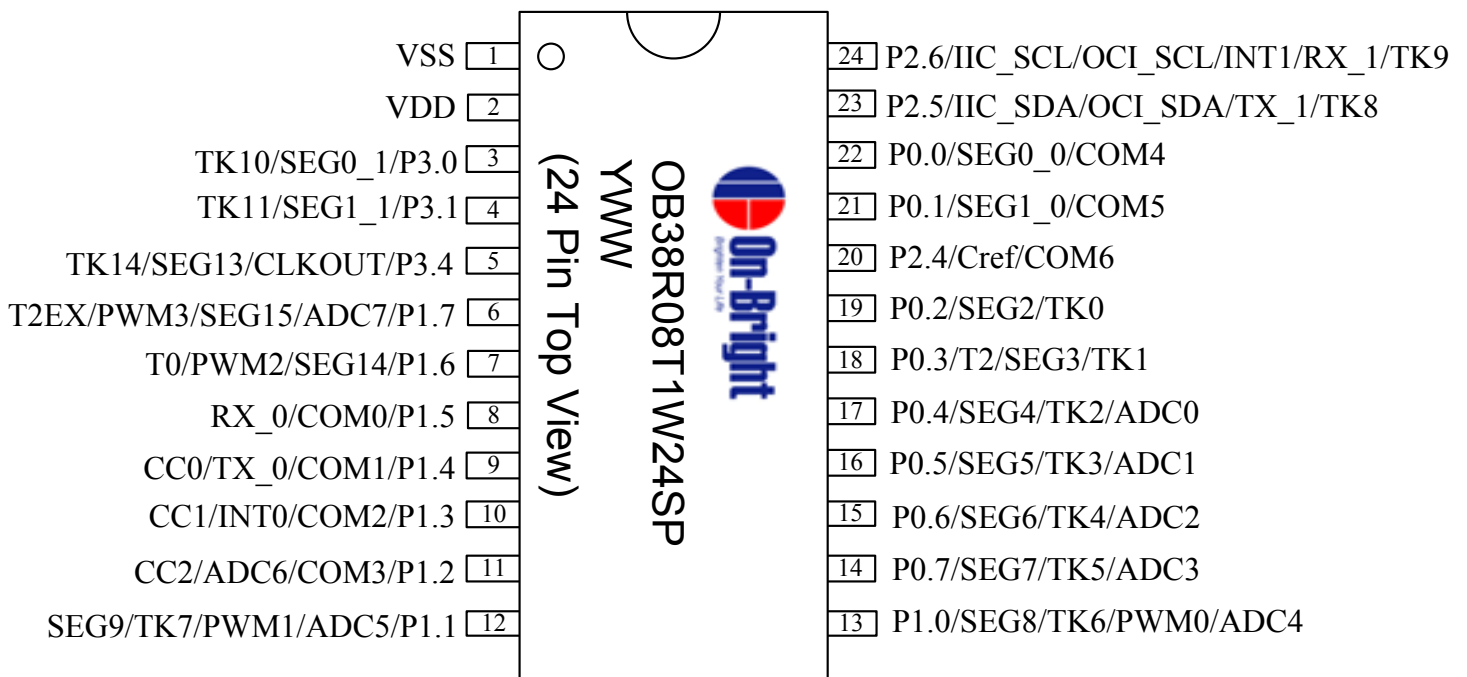 VSS 1
VDD 2
TK10/SEG0_1/P3.0 3
TK11/SEG1_1/P3.1 4
TK14/SEG13/CLKOUT/P3.4 5
T2EX/PWM3/SEG15/ADC7/P1.7 6
T0/PWM2/SEG14/P1.6 7
RX_0/COM0/P1.5 8
CC0/TX_0/COM1/P1.4 9
CC1/INT0/COM2/P1.3 10
CC2/ADC6/COM3/P1.2 11
SEG9/TK7/PWM1/ADC5/P1.1 12
On-Bright
Brighten Your Life
OB38R08T1W24SP
YWW
(24 Pin Top View)
24 P2.6/IIC_SCL/OCI_SCL/INT1/RX_1/TK9
23 P2.5/IIC_SDA/OCI_SDA/TX_1/TK8
22 P0.0/SEG0_0/COM4
21 P0.1/SEG1_0/COM5
20 P2.4/Cref/COM6
19 P0.2/SEG2/TK0
18 P0.3/T2/SEG3/TK1
17 P0.4/SEG4/TK2/ADC0
16 P0.5/SEG5/TK3/ADC1
15 P0.6/SEG6/TK4/ADC2
14 P0.7/SEG7/TK5/ADC3
13 P1.0/SEG8/TK6/PWM0/ADC4